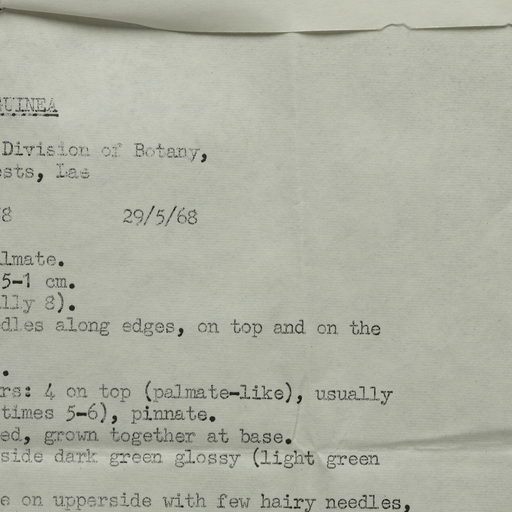 GUINEA
Division of Botany,
ests, Lae
8 29/5/68
lmate.
5-1 cm.
lly 8).
dles along edges, on top and on the
.
rs: 4 on top (palmate-like), usually
times 5-6), pinnate.
ed, grown together at base.
side dark green glossy (light green
e on upperside with few hairy needles,